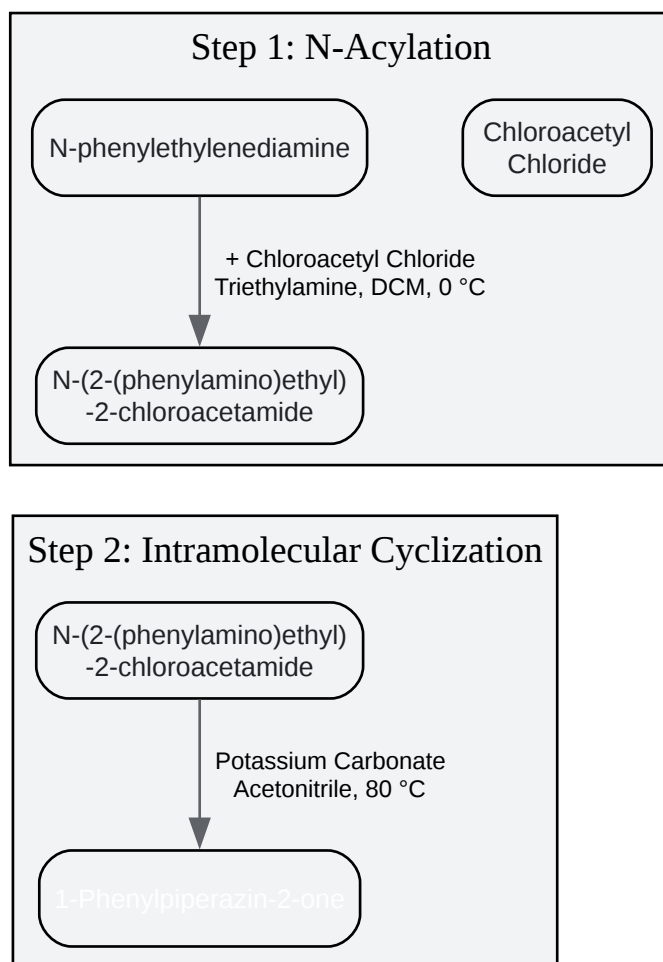 Step 1: N-Acylation
N-phenylethylenediamine
Chloroacetyl
Chloride
+ Chloroacetyl Chloride
Triethylamine, DCM, 0 °C
N-(2-(phenylamino)ethyl)
-2-chloroacetamide
Step 2: Intramolecular Cyclization
N-(2-(phenylamino)ethyl)
-2-chloroacetamide
Potassium Carbonate
Acetonitrile, 80 °C
1-Phenylpiperazin-2-one